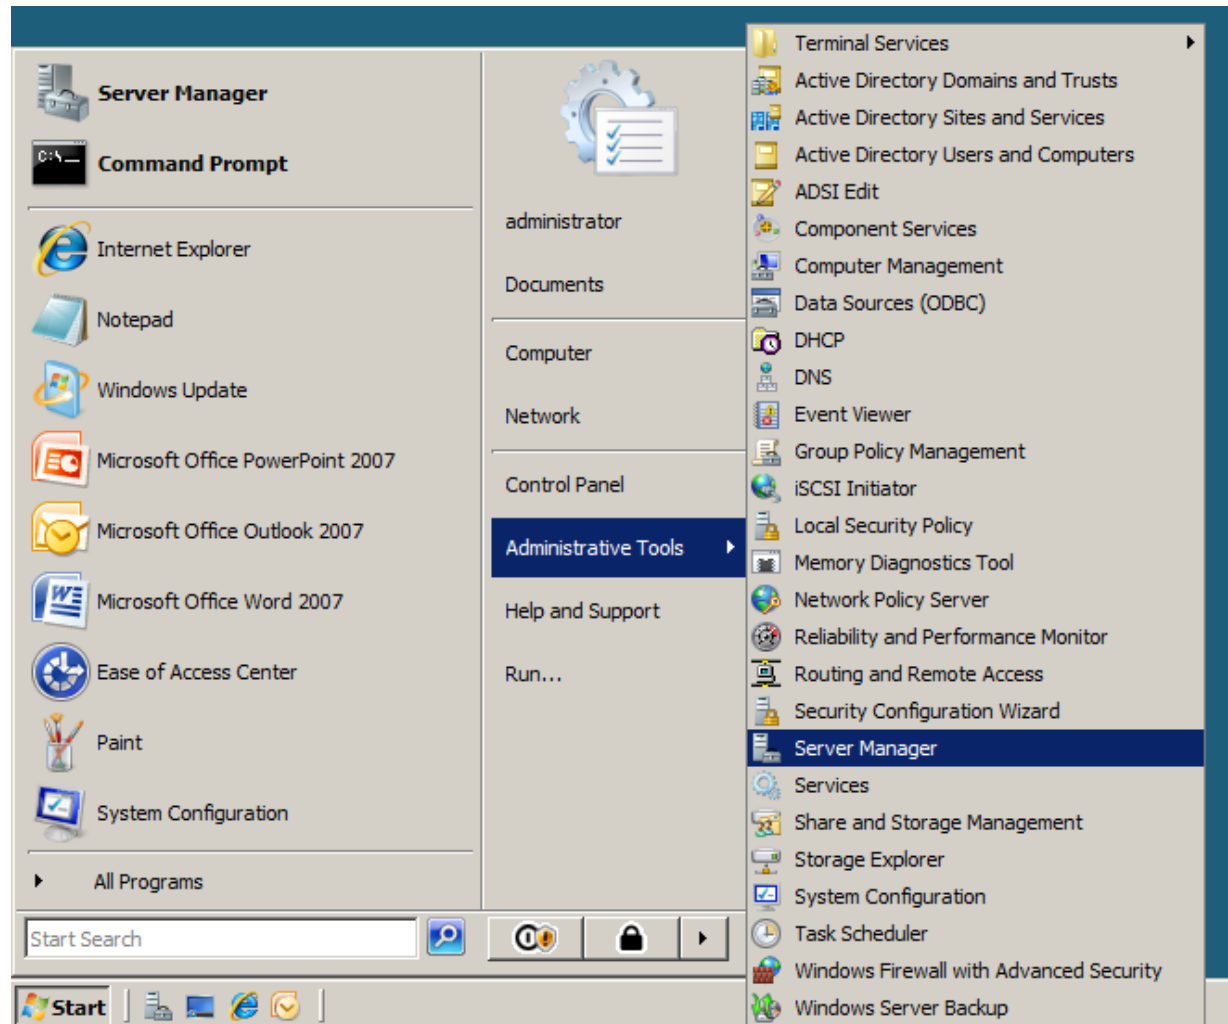 Server Manager
Command Prompt
Internet Explorer
Notepad
Windows Update
Microsoft Office PowerPoint 2007
Microsoft Office Outlook 2007
Microsoft Office Word 2007
Ease of Access Center
Paint
System Configuration
All Programs
Start Search
Start
administrator
Documents
Computer
Network
Control Panel
Administrative Tools
Help and Support
Run...
Terminal Services
Active Directory Domains and Trusts
Active Directory Sites and Services
Active Directory Users and Computers
ADSI Edit
Component Services
Computer Management
Data Sources (ODBC)
DHCP
DNS
Event Viewer
Group Policy Management
iSCSI Initiator
Local Security Policy
Memory Diagnostics Tool
Network Policy Server
Reliability and Performance Monitor
Routing and Remote Access
Security Configuration Wizard
Server Manager
Services
Share and Storage Management
Storage Explorer
System Configuration
Task Scheduler
Windows Firewall with Advanced Security
Windows Server Backup